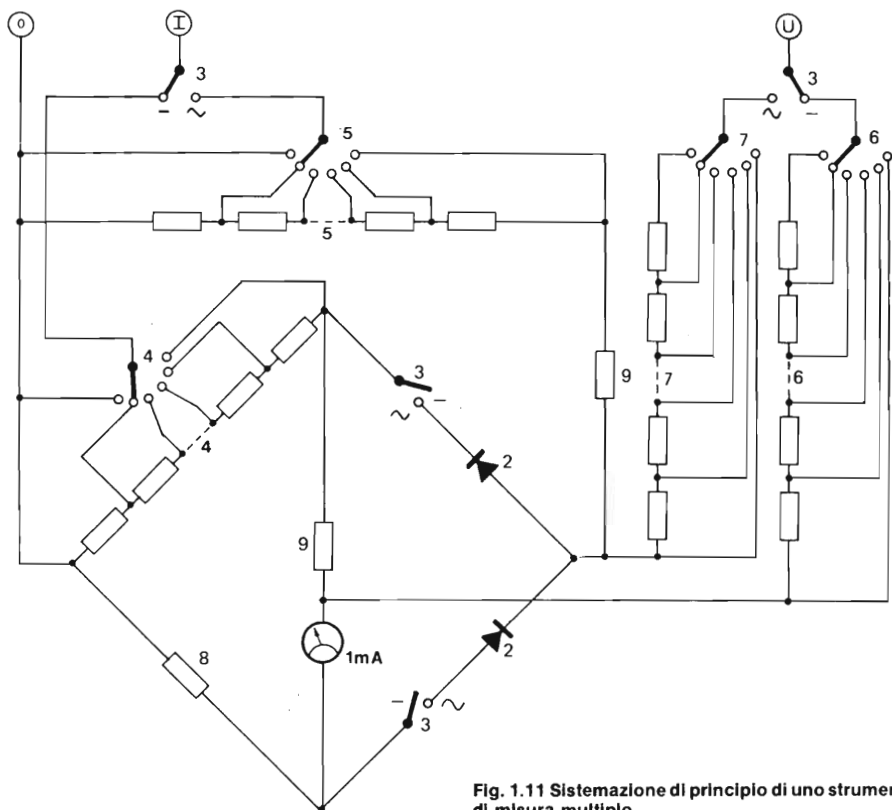 O I U
3 3
− ~ ~ −
5 7 6
5
4 3 9 7 6
~ −
4 2
9
1mA 2
8
− ~
3
Fig. 1.11 Sistemazione di principio di uno strumen
di misura multiplo